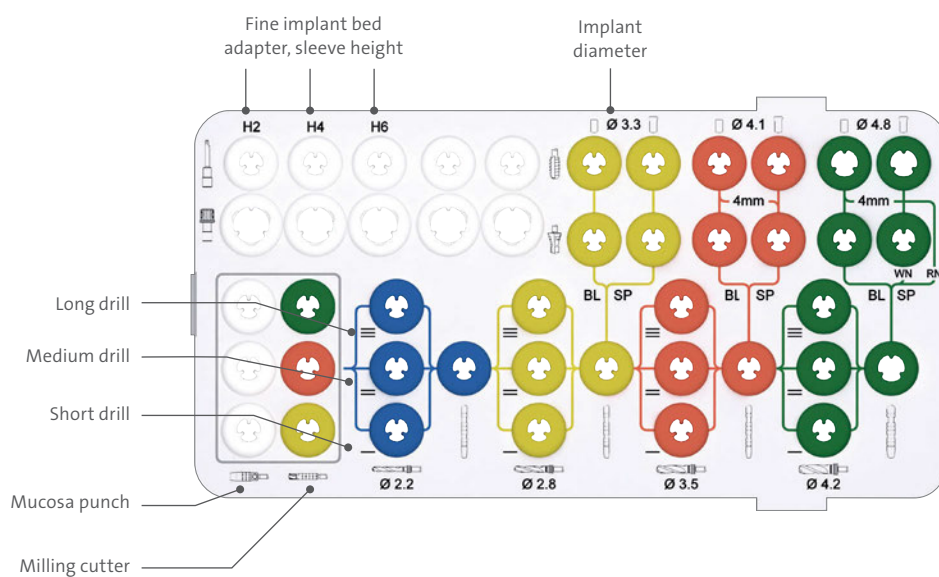 Fine implant bed
adapter, sleeve height
Implant
diameter
H2 H4 H6 Ø 3.3 Ø 4.1 Ø 4.8
4mm 4mm
WN RN
BL SP BL SP BL SP
Long drill
Medium drill
Short drill
Ø 2.2 Ø 2.8 Ø 3.5 Ø 4.2
Mucosa punch
Milling cutter